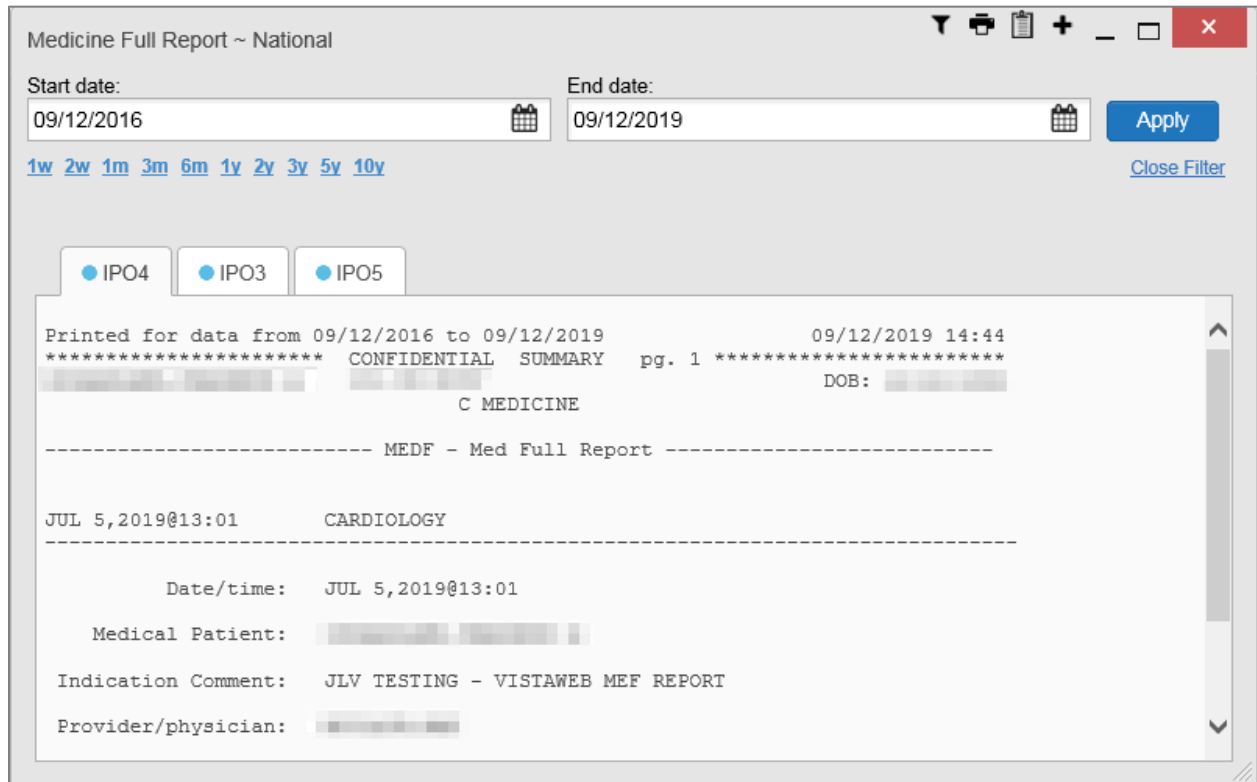 Medicine Full Report ~ National
Start date: End date:
09/12/2016 09/12/2019 Apply
1w 2w 1m 3m 6m 1y 2y 3y 5y 10y Close Filter
IPO4 IPO3 IPO5
Printed for data from 09/12/2016 to 09/12/2019 09/12/2019 14:44
*********************** CONFIDENTIAL SUMMARY pg. 1 ************************
DOB:
C MEDICINE
--------------------------- MEDF - Med Full Report ---------------------------
JUL 5,2019@13:01 CARDIOLOGY
--------------------------------------------------------------------------------
Date/time: JUL 5,2019@13:01
Medical Patient:
Indication Comment: JLV TESTING - VISTAWEB MEF REPORT
Provider/physician: